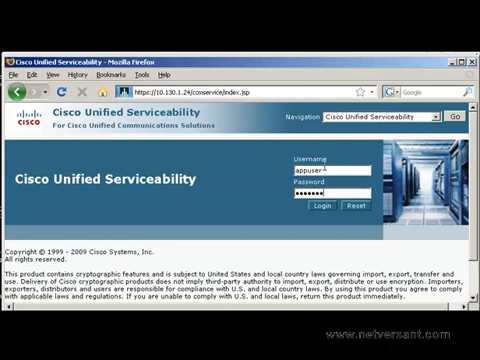 Cisco Unified Serviceability - Mozilla Firefox
File Edit View History Bookmarks Tools Help
https://10.130.1.24/ccmservice/index.jsp
Google
CISCO
Cisco Unified Serviceability
For Cisco Unified Communications Solutions
Navigation Cisco Unified Serviceability Go
Username
appuser
Cisco Unified Serviceability
Password
Login Reset
Copyright © 1999 - 2009 Cisco Systems, Inc.
All rights reserved.
This product contains cryptographic features and is subject to United States and local country laws governing import, export, transfer and
use. Delivery of Cisco cryptographic products does not imply third-party authority to import, export, distribute or use encryption. Importers,
exporters, distributors and users are responsible for compliance with U.S. and local country laws. By using this product you agree to comply
with applicable laws and regulations. If you are unable to comply with U.S. and local laws, return this product immediately.
www.netversant.com